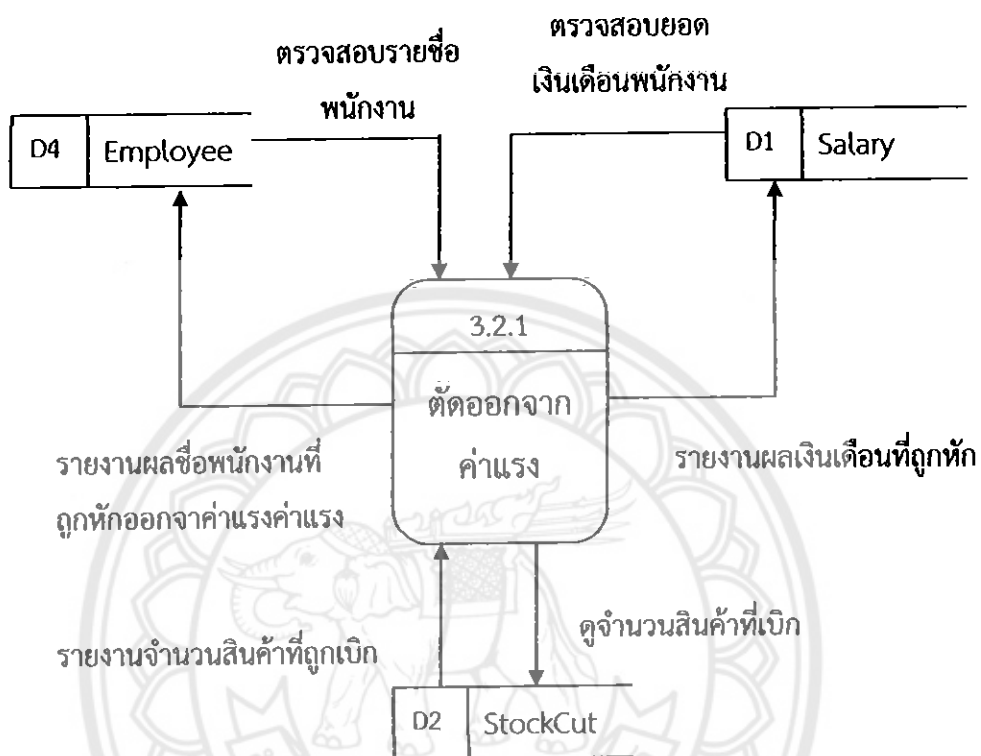 ตรวจสอบรายชื่อ
พนักงาน
ตรวจสอบยอด
เงินเดือนพนักงาน
D4 Employee
D1 Salary
3.2.1
ตัดออกจาก
ค่าแรง
รายงานผลชื่อพนักงานที่
ถูกหักออกจาค่าแรงค่าแรง
รายงานผลเงินเดือนที่ถูกหัก
รายงานจำนวนสินค้าที่ถูกเบิก
ดูจำนวนสินค้าที่เบิก
D2 StockCut